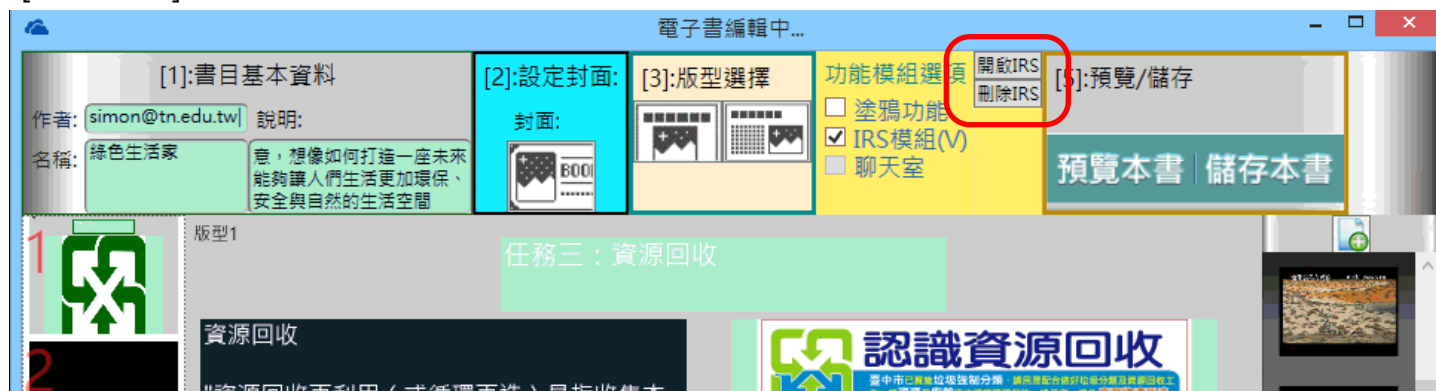 電子書編輯中...
[1]:書目基本資料
作者: simon@tn.edu.tw 說明:
名稱: 綠色生活家
意，想像如何打造一座未來
能夠讓人們生活更加環保、
安全與自然的生活空間
[2]:設定封面:
封面:
BOO
[3]:版型選擇
功能模組選項
塗鴉功能
IRS模組(V)
聊天室
開啟IRS
刪除IRS
[5]:預覽/儲存
預覽本書 儲存本書
1
2
版型1
任務三：資源回收
資源回收
認識資源回收